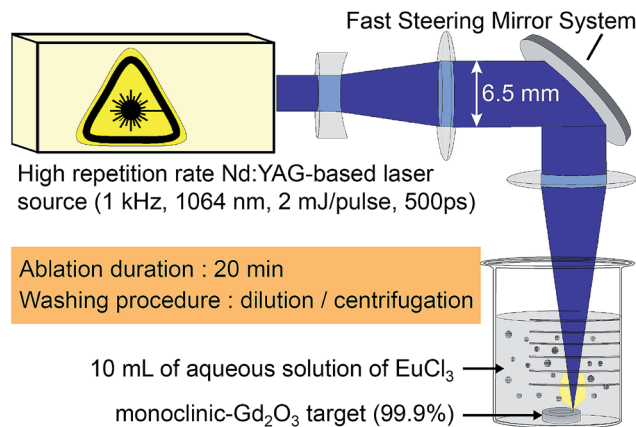 Fast Steering Mirror System
6.5 mm
High repetition rate Nd:YAG-based laser
source (1 kHz, 1064 nm, 2 mJ/pulse, 500ps)
Ablation duration : 20 min
Washing procedure : dilution / centrifugation
10 mL of aqueous solution of EuCl₃
monoclinic-Gd₂O₃ target (99.9%)